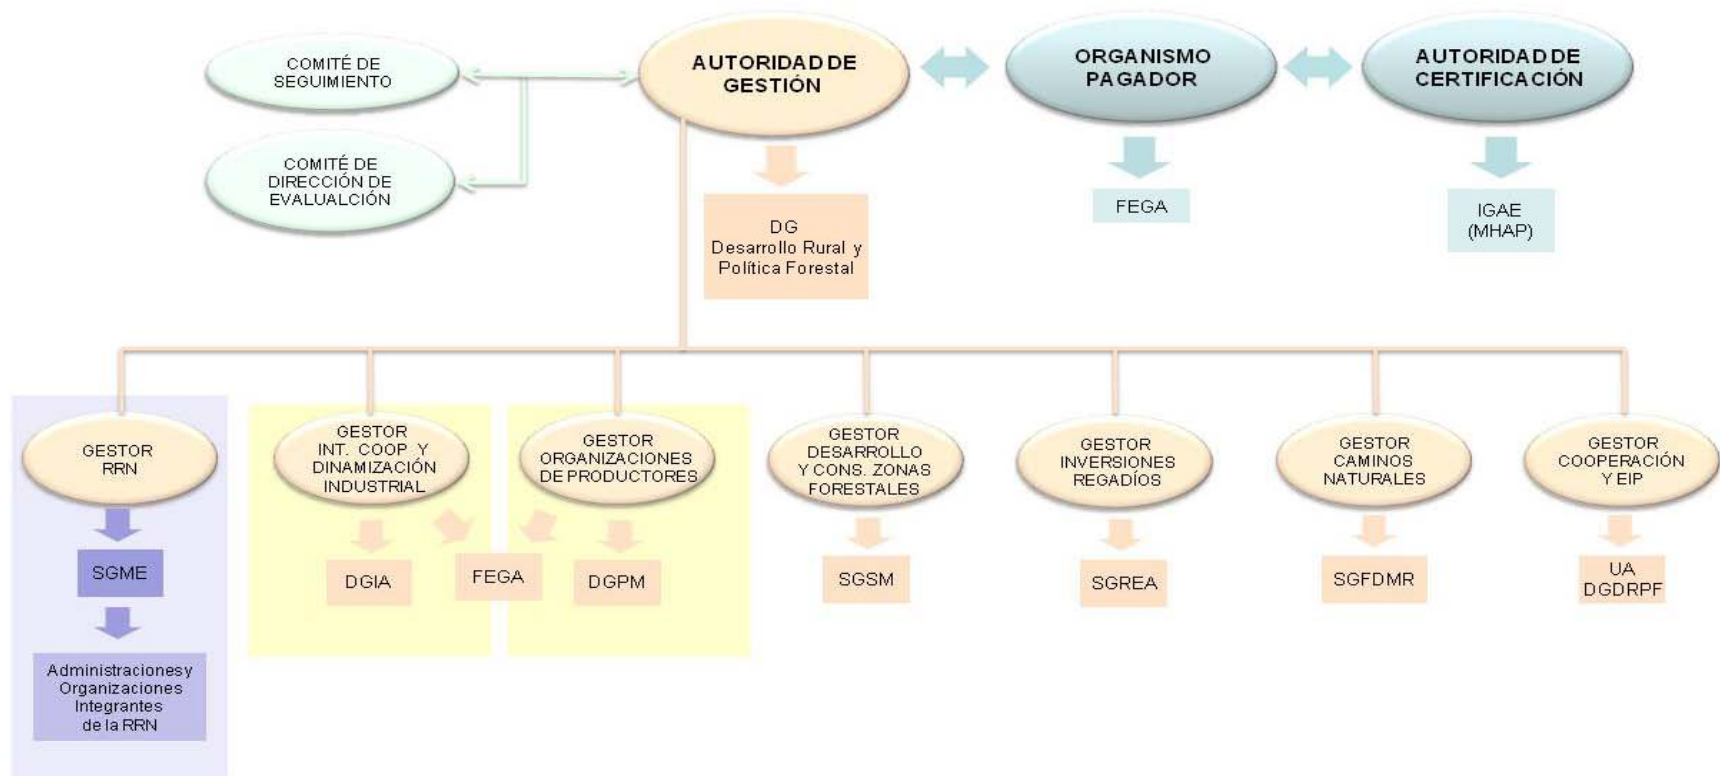 COMITÉ DE
SEGUIMIENTO
AUTORIDAD DE
GESTIÓN
ORGANISMO
PAGADOR
AUTORIDAD DE
CERTIFICACIÓN
COMITÉ DE
DIRECCIÓN DE
EVALUALCIÓN
DG
Desarrollo Rural y
Política Forestal
FEGA
IGAE
(MHAP)
GESTOR
RRN
GESTOR
INT. COOP Y
DINAMIZACIÓN
INDUSTRIAL
GESTOR
ORGANIZACIONES
DE PRODUCTORES
GESTOR
DESARROLLO
Y CONS. ZONAS
FORESTALES
GESTOR
INVERSIONES
REGADÍOS
GESTOR
CAMINOS
NATURALES
GESTOR
COOPERACIÓN
Y EIP
SGME
DGIA
FEGA
DGPM
SGSM
SGREA
SGFDMR
UA
DGDRPF
Administracionesy
Organizaciones
Integrantes
de la RRN